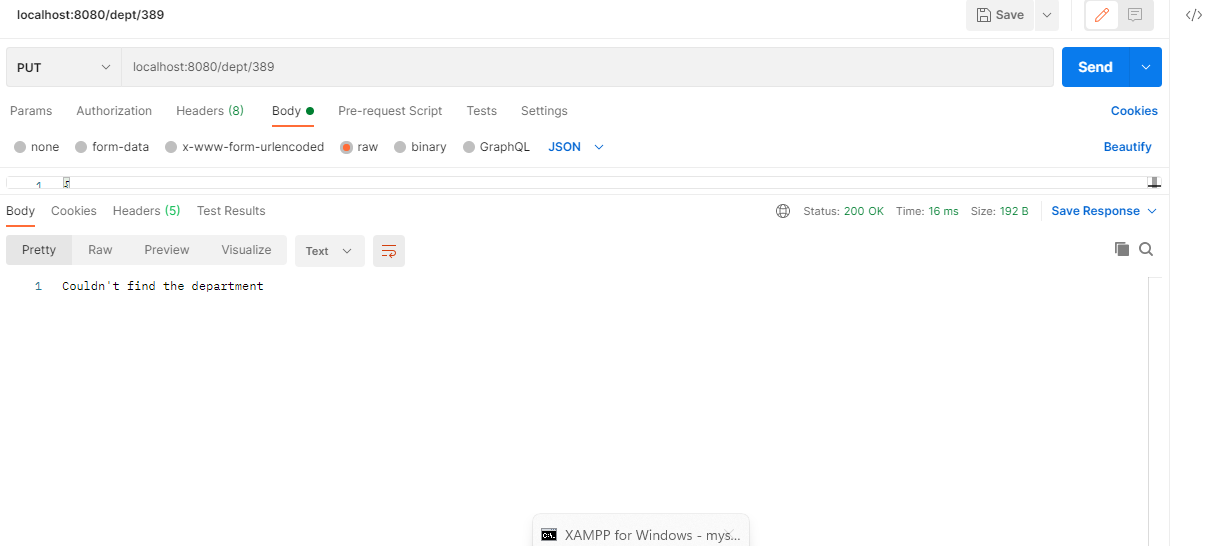 localhost:8080/dept/389
Save
</>
PUT
localhost:8080/dept/389
Send
Params Authorization Headers (8) Body Pre-request Script Tests Settings Cookies
none form-data x-www-form-urlencoded raw binary GraphQL JSON Beautify
1 {
Body Cookies Headers (5) Test Results Status: 200 OK Time: 16 ms Size: 192 B Save Response
Pretty Raw Preview Visualize Text
1 Couldn't find the department
C:\. XAMPP for Windows - mys...